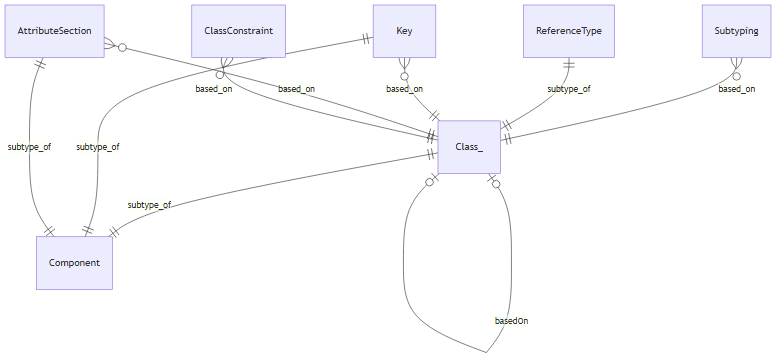 AttributeSection
ClassConstraint
Key
ReferenceType
Subtyping
based_on
based_on
based_on
subtype_of
based_on
subtype_of
subtype_of
Class_
subtype_of
Component
basedOn